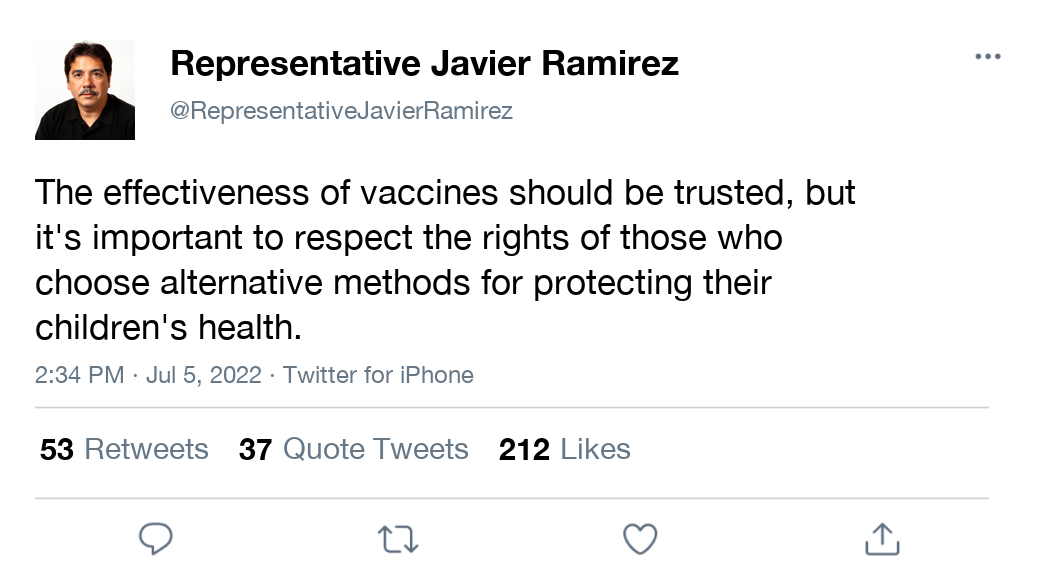 Representative Javier Ramirez
@RepresentativeJavierRamirez
The effectiveness of vaccines should be trusted, but
it's important to respect the rights of those who
choose alternative methods for protecting their
children's health.
2:34 PM · Jul 5, 2022 · Twitter for iPhone
53 Retweets 37 Quote Tweets 212 Likes